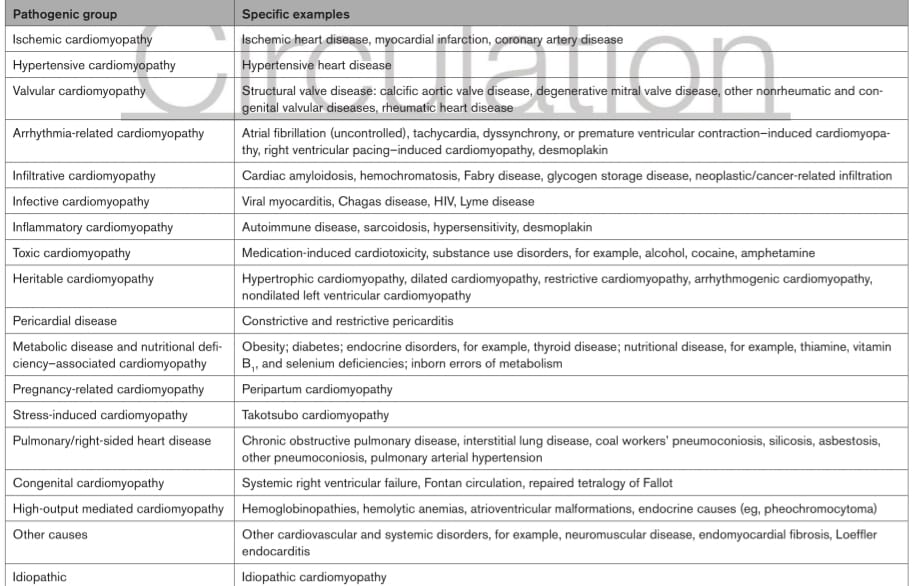 Circulation
Pathogenic group Specific examples
Ischemic cardiomyopathy Ischemic heart disease, myocardial infarction, coronary artery disease
Hypertensive cardiomyopathy Hypertensive heart disease
Valvular cardiomyopathy Structural valve disease: calcific aortic valve disease, degenerative mitral valve disease, other nonrheumatic and con-
genital valvular diseases, rheumatic heart disease
Arrhythmia-related cardiomyopathy Atrial fibrillation (uncontrolled), tachycardia, dyssynchrony, or premature ventricular contraction–induced cardiomyopa-
thy, right ventricular pacing–induced cardiomyopathy, desmoplakin
Infiltrative cardiomyopathy Cardiac amyloidosis, hemochromatosis, Fabry disease, glycogen storage disease, neoplastic/cancer-related infiltration
Infective cardiomyopathy Viral myocarditis, Chagas disease, HIV, Lyme disease
Inflammatory cardiomyopathy Autoimmune disease, sarcoidosis, hypersensitivity, desmoplakin
Toxic cardiomyopathy Medication-induced cardiotoxicity, substance use disorders, for example, alcohol, cocaine, amphetamine
Heritable cardiomyopathy Hypertrophic cardiomyopathy, dilated cardiomyopathy, restrictive cardiomyopathy, arrhythmogenic cardiomyopathy,
nondilated left ventricular cardiomyopathy
Pericardial disease Constrictive and restrictive pericarditis
Metabolic disease and nutritional defi- Obesity; diabetes; endocrine disorders, for example, thyroid disease; nutritional disease, for example, thiamine, vitamin
ciency–associated cardiomyopathy B₁, and selenium deficiencies; inborn errors of metabolism
Pregnancy-related cardiomyopathy Peripartum cardiomyopathy
Stress-induced cardiomyopathy Takotsubo cardiomyopathy
Pulmonary/right-sided heart disease Chronic obstructive pulmonary disease, interstitial lung disease, coal workers' pneumoconiosis, silicosis, asbestosis,
other pneumoconiosis, pulmonary arterial hypertension
Congenital cardiomyopathy Systemic right ventricular failure, Fontan circulation, repaired tetralogy of Fallot
High-output mediated cardiomyopathy Hemoglobinopathies, hemolytic anemias, atrioventricular malformations, endocrine causes (eg, pheochromocytoma)
Other causes Other cardiovascular and systemic disorders, for example, neuromuscular disease, endomyocardial fibrosis, Loeffler
endocarditis
Idiopathic Idiopathic cardiomyopathy